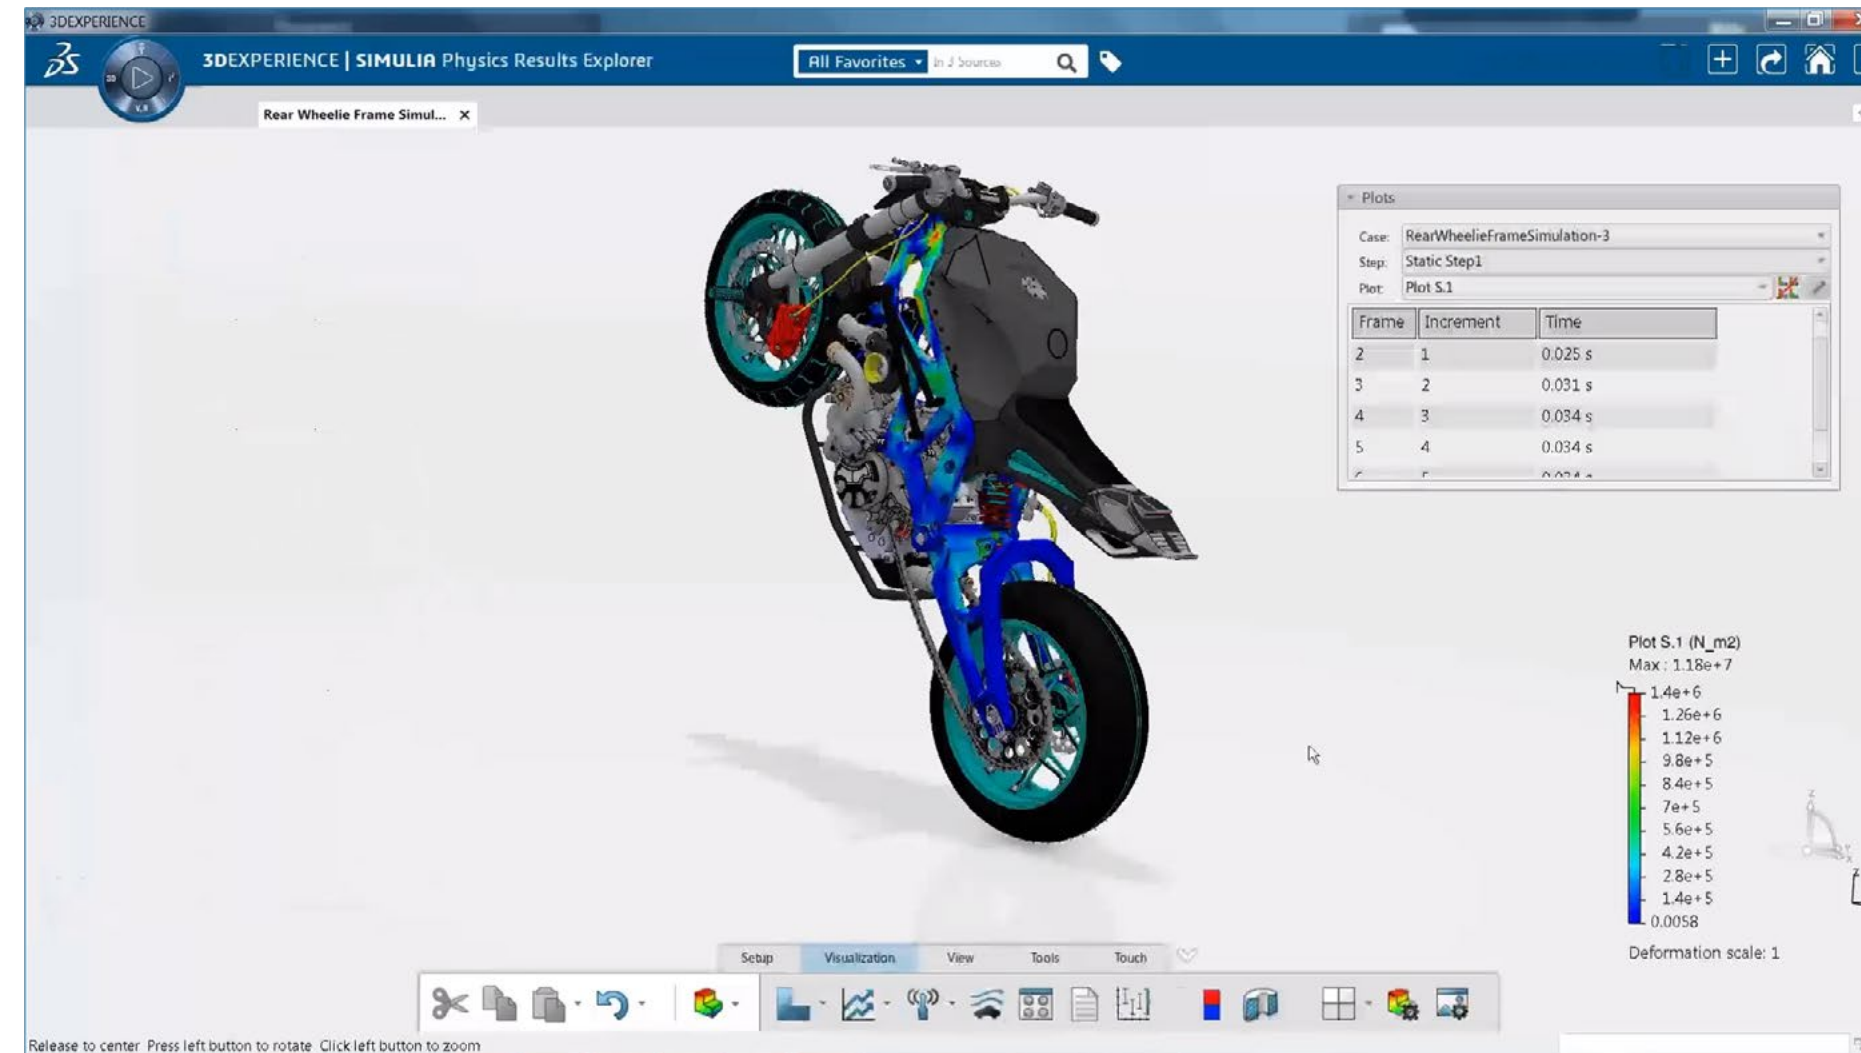 3DEXPERIENCE
3DEXPERIENCE | SIMULIA Physics Results Explorer
All Favorites
in 3 Sources
3D
V.R
Rear Wheelie Frame Simul...
Plots
Case: RearWheelieFrameSimulation-3
Step: Static Step1
Plot: Plot S.1
Frame Increment Time
2 1 0.025 s
3 2 0.031 s
4 3 0.034 s
5 4 0.034 s
Plot S.1 (N_m2)
Max : 1.18e+7
1.4e+6
1.26e+6
1.12e+6
9.8e+5
8.4e+5
7e+5
5.6e+5
4.2e+5
2.8e+5
1.4e+5
0.0058
Deformation scale: 1
Setup Visualization View Tools Touch
Release to center Press left button to rotate Click left button to zoom